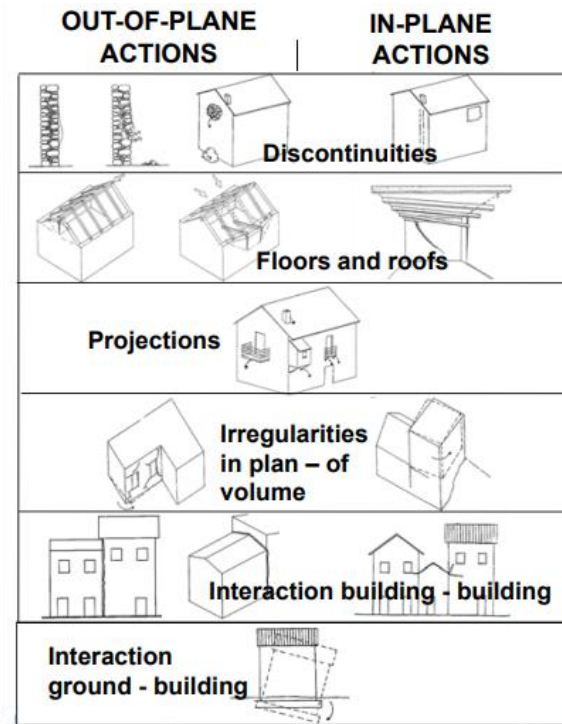 OUT-OF-PLANE
ACTIONS
IN-PLANE
ACTIONS
Discontinuities
Floors and roofs
Projections
Irregularities
in plan – of
volume
Interaction building - building
Interaction
ground - building